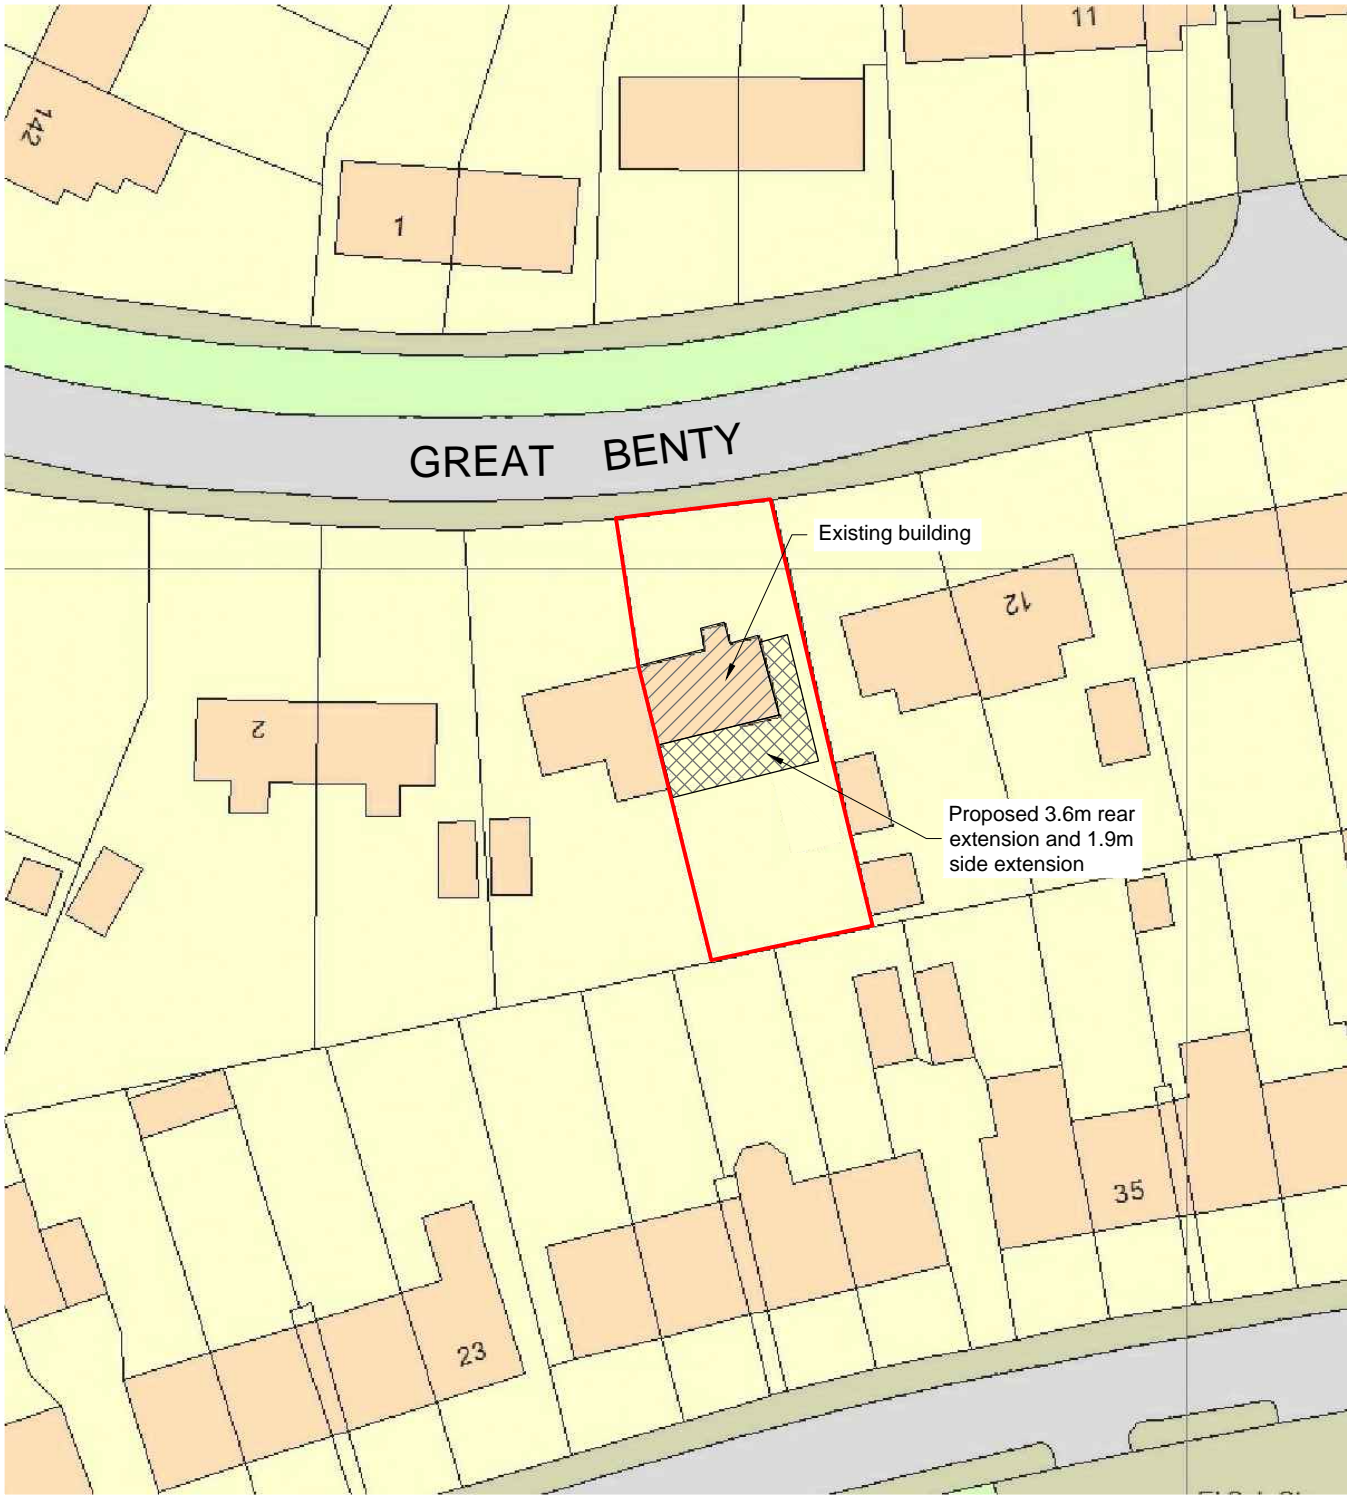 11
142
1
GREAT BENTY
Existing building
12
2
Proposed 3.6m rear
extension and 1.9m
side extension
35
23